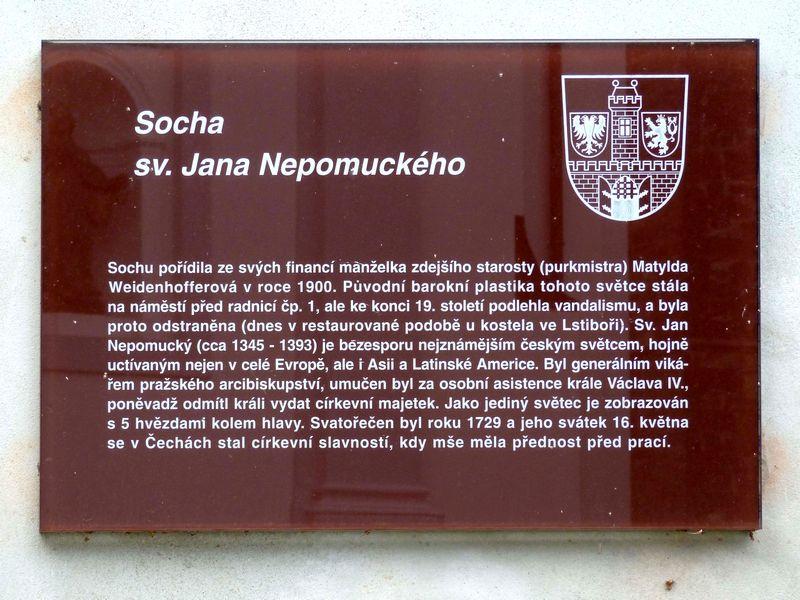 Socha
sv. Jana Nepomuckého
Sochu pořídila ze svých financí manželka zdejšího starosty (purkmistra) Matylda
Weidenhofferová v roce 1900. Původní barokní plastika tohoto světce stála
na náměstí před radnicí čp. 1, ale ke konci 19. století podlehla vandalismu, a byla
proto odstraněna (dnes v restaurované podobě u kostela ve Lstiboři). Sv. Jan
Nepomucký (cca 1345 - 1393) je bezesporu nejznámějším českým světcem, hojně
uctívaným nejen v celé Evropě, ale i Asii a Latinské Americe. Byl generálním viká-
řem pražského arcibiskupství, umučen byl za osobní asistence krále Václava IV.,
poněvadž odmítl králi vydat církevní majetek. Jako jediný světec je zobrazován
s 5 hvězdami kolem hlavy. Svatořečen byl roku 1729 a jeho svátek 16. května
se v Čechách stal církevní slavností, kdy mše měla přednost před prací.